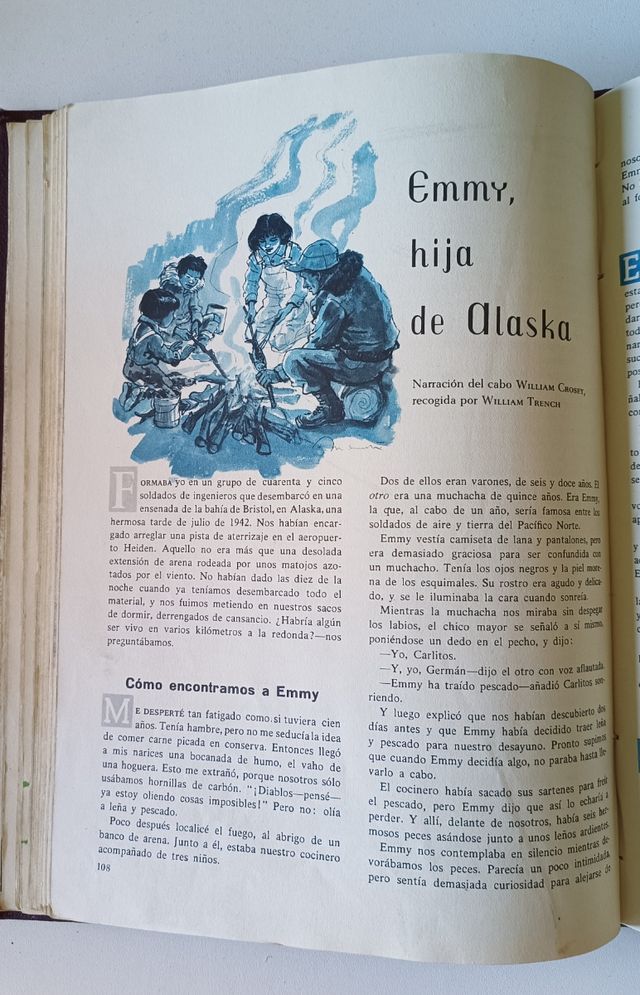 Emmy,
hija
de Alaska
Narración del cabo WILLIAM CROSEY,
recogida por WILLIAM TRENCH
FORMABA yo en un grupo de cuarenta y cinco
soldados de ingenieros que desembarcó en una
ensenada de la bahía de Bristol, en Alaska, una
hermosa tarde de julio de 1942. Nos habían encar-
gado arreglar una pista de aterrizaje en el aeropuer-
to Heiden. Aquello no era más que una desolada
extensión de arena rodeada por unos matojos azo-
tados por el viento. No habían dado las diez de la
noche cuando ya teníamos desembarcado todo el
material, y nos fuimos metiendo en nuestros sacos
de dormir, derrengados de cansancio. ¿Habría algún
ser vivo en varios kilómetros a la redonda?—nos
preguntábamos.
Cómo encontramos a Emmy
ME DESPERTÉ tan fatigado como si tuviera cien
años. Tenía hambre, pero no me seducía la idea
de comer carne picada en conserva. Entonces llegó
a mis narices una bocanada de humo, el vaho de
una hoguera. Esto me extrañó, porque nosotros sólo
usábamos hornillas de carbón. "¡Diablos—pensé—
ya estoy oliendo cosas imposibles!" Pero no: olía
a leña y pescado.
Poco después localicé el fuego, al abrigo de un
banco de arena. Junto a él, estaba nuestro cocinero
acompañado de tres niños.
108
Dos de ellos eran varones, de seis y doce años. El
otro era una muchacha de quince años. Era Emmy,
la que, al cabo de un año, sería famosa entre los
soldados de aire y tierra del Pacífico Norte.
Emmy vestía camiseta de lana y pantalones, pero
era demasiado graciosa para ser confundida con
un muchacho. Tenía los ojos negros y la piel more-
na de los esquimales. Su rostro era agudo y delica-
do, y se le iluminaba la cara cuando sonreía.
Mientras la muchacha nos miraba sin despegar
los labios, el chico mayor se señaló a sí mismo,
poniéndose un dedo en el pecho, y dijo:
—Yo, Carlitos.
—Y, yo, Germán—dijo el otro con voz aflautada.
—Emmy ha traído pescado—añadió Carlitos son-
riendo.
Y luego explicó que nos habían descubierto dos
días antes y que Emmy había decidido traer leña
y pescado para nuestro desayuno. Pronto supimos
que cuando Emmy decidía algo, no paraba hasta lle-
varlo a cabo.
El cocinero había sacado sus sartenes para freír
el pescado, pero Emmy dijo que así lo echaría a
perder. Y allí, delante de nosotros, había seis her-
mosos peces asándose junto a unos leños ardientes.
Emmy nos contemplaba en silencio mientras de-
vorábamos los peces. Parecía un poco intimidada,
pero sentía demasiada curiosidad para alejarse de